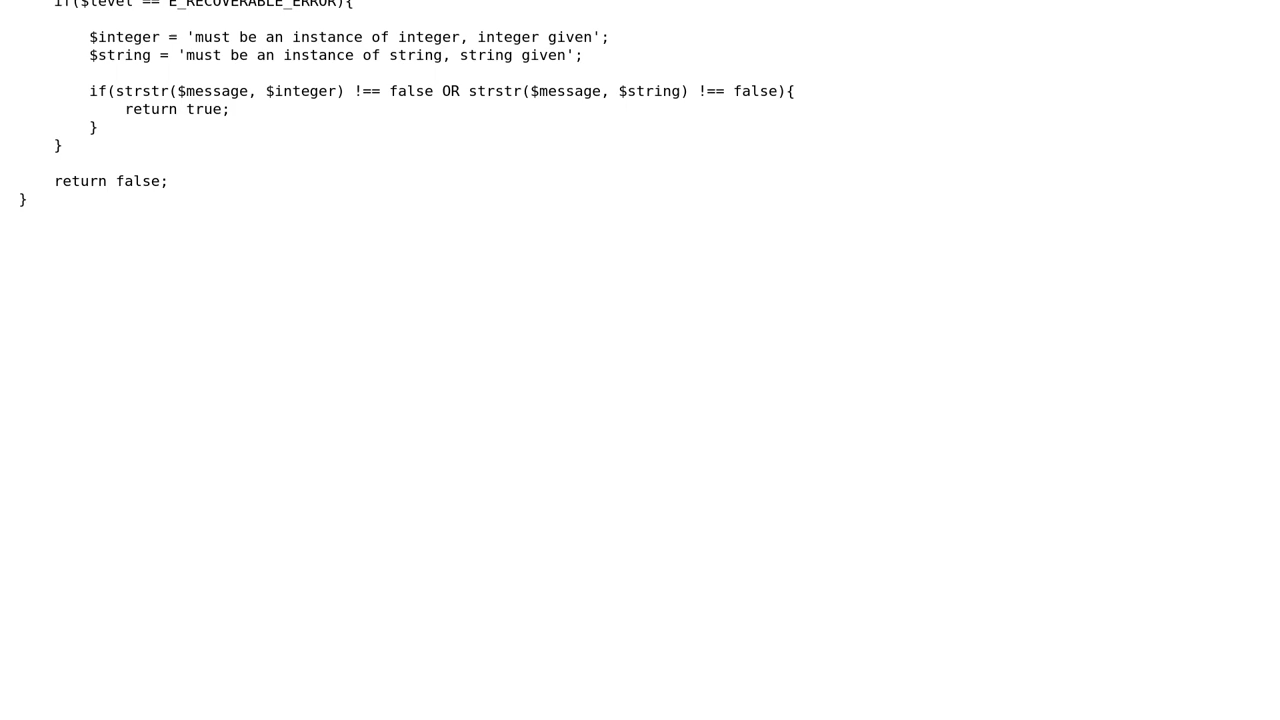 if($level == E_RECOVERABLE_ERROR){
$integer = 'must be an instance of integer, integer given';
$string = 'must be an instance of string, string given';
if(strstr($message, $integer) !== false OR strstr($message, $string) !== false){
return true;
}
}
return false;
}